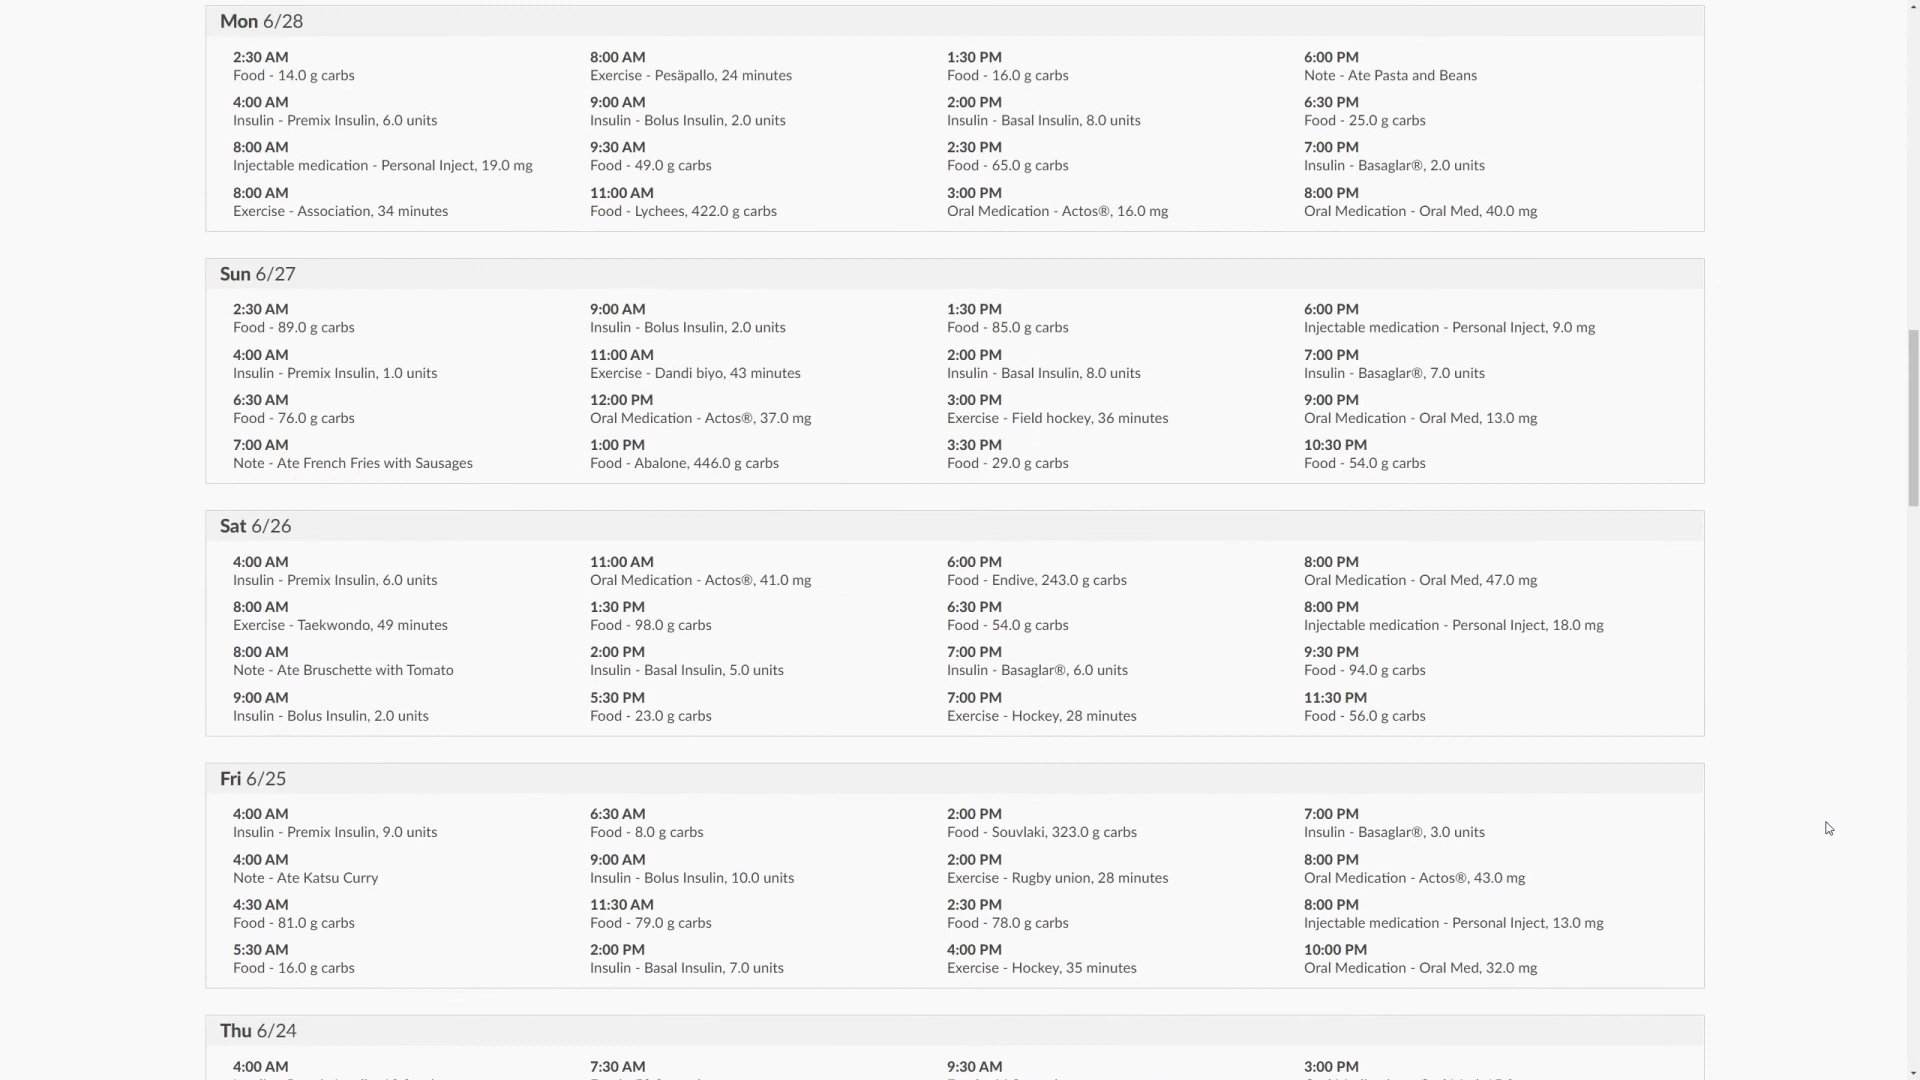 Mon 6/28
2:30 AM
Food - 14.0 g carbs
4:00 AM
Insulin - Premix Insulin, 6.0 units
8:00 AM
Injectable medication - Personal Inject, 19.0 mg
8:00 AM
Exercise - Association, 34 minutes
8:00 AM
Exercise - Pesäpallo, 24 minutes
9:00 AM
Insulin - Bolus Insulin, 2.0 units
9:30 AM
Food - 49.0 g carbs
11:00 AM
Food - Lychees, 422.0 g carbs
1:30 PM
Food - 16.0 g carbs
2:00 PM
Insulin - Basal Insulin, 8.0 units
2:30 PM
Food - 65.0 g carbs
3:00 PM
Oral Medication - Actos®, 16.0 mg
6:00 PM
Note - Ate Pasta and Beans
6:30 PM
Food - 25.0 g carbs
7:00 PM
Insulin - Basaglar®, 2.0 units
8:00 PM
Oral Medication - Oral Med, 40.0 mg
Sun 6/27
2:30 AM
Food - 89.0 g carbs
4:00 AM
Insulin - Premix Insulin, 1.0 units
6:30 AM
Food - 76.0 g carbs
7:00 AM
Note - Ate French Fries with Sausages
9:00 AM
Insulin - Bolus Insulin, 2.0 units
11:00 AM
Exercise - Dandi biyo, 43 minutes
12:00 PM
Oral Medication - Actos®, 37.0 mg
1:00 PM
Food - Abalone, 446.0 g carbs
1:30 PM
Food - 85.0 g carbs
2:00 PM
Insulin - Basal Insulin, 8.0 units
3:00 PM
Exercise - Field hockey, 36 minutes
3:30 PM
Food - 29.0 g carbs
6:00 PM
Injectable medication - Personal Inject, 9.0 mg
7:00 PM
Insulin - Basaglar®, 7.0 units
9:00 PM
Oral Medication - Oral Med, 13.0 mg
10:30 PM
Food - 54.0 g carbs
Sat 6/26
4:00 AM
Insulin - Premix Insulin, 6.0 units
8:00 AM
Exercise - Taekwondo, 49 minutes
8:00 AM
Note - Ate Bruschette with Tomato
9:00 AM
Insulin - Bolus Insulin, 2.0 units
11:00 AM
Oral Medication - Actos®, 41.0 mg
1:30 PM
Food - 98.0 g carbs
2:00 PM
Insulin - Basal Insulin, 5.0 units
5:30 PM
Food - 23.0 g carbs
6:00 PM
Food - Endive, 243.0 g carbs
6:30 PM
Food - 54.0 g carbs
7:00 PM
Insulin - Basaglar®, 6.0 units
7:00 PM
Exercise - Hockey, 28 minutes
8:00 PM
Oral Medication - Oral Med, 47.0 mg
8:00 PM
Injectable medication - Personal Inject, 18.0 mg
9:30 PM
Food - 94.0 g carbs
11:30 PM
Food - 56.0 g carbs
Fri 6/25
4:00 AM
Insulin - Premix Insulin, 9.0 units
4:00 AM
Note - Ate Katsu Curry
4:30 AM
Food - 81.0 g carbs
5:30 AM
Food - 16.0 g carbs
6:30 AM
Food - 8.0 g carbs
9:00 AM
Insulin - Bolus Insulin, 10.0 units
11:30 AM
Food - 79.0 g carbs
2:00 PM
Insulin - Basal Insulin, 7.0 units
2:00 PM
Food - Souvlaki, 323.0 g carbs
2:00 PM
Exercise - Rugby union, 28 minutes
2:30 PM
Food - 78.0 g carbs
4:00 PM
Exercise - Hockey, 35 minutes
7:00 PM
Insulin - Basaglar®, 3.0 units
8:00 PM
Oral Medication - Actos®, 43.0 mg
8:00 PM
Injectable medication - Personal Inject, 13.0 mg
10:00 PM
Oral Medication - Oral Med, 32.0 mg
Thu 6/24
4:00 AM
7:30 AM
9:30 AM
3:00 PM